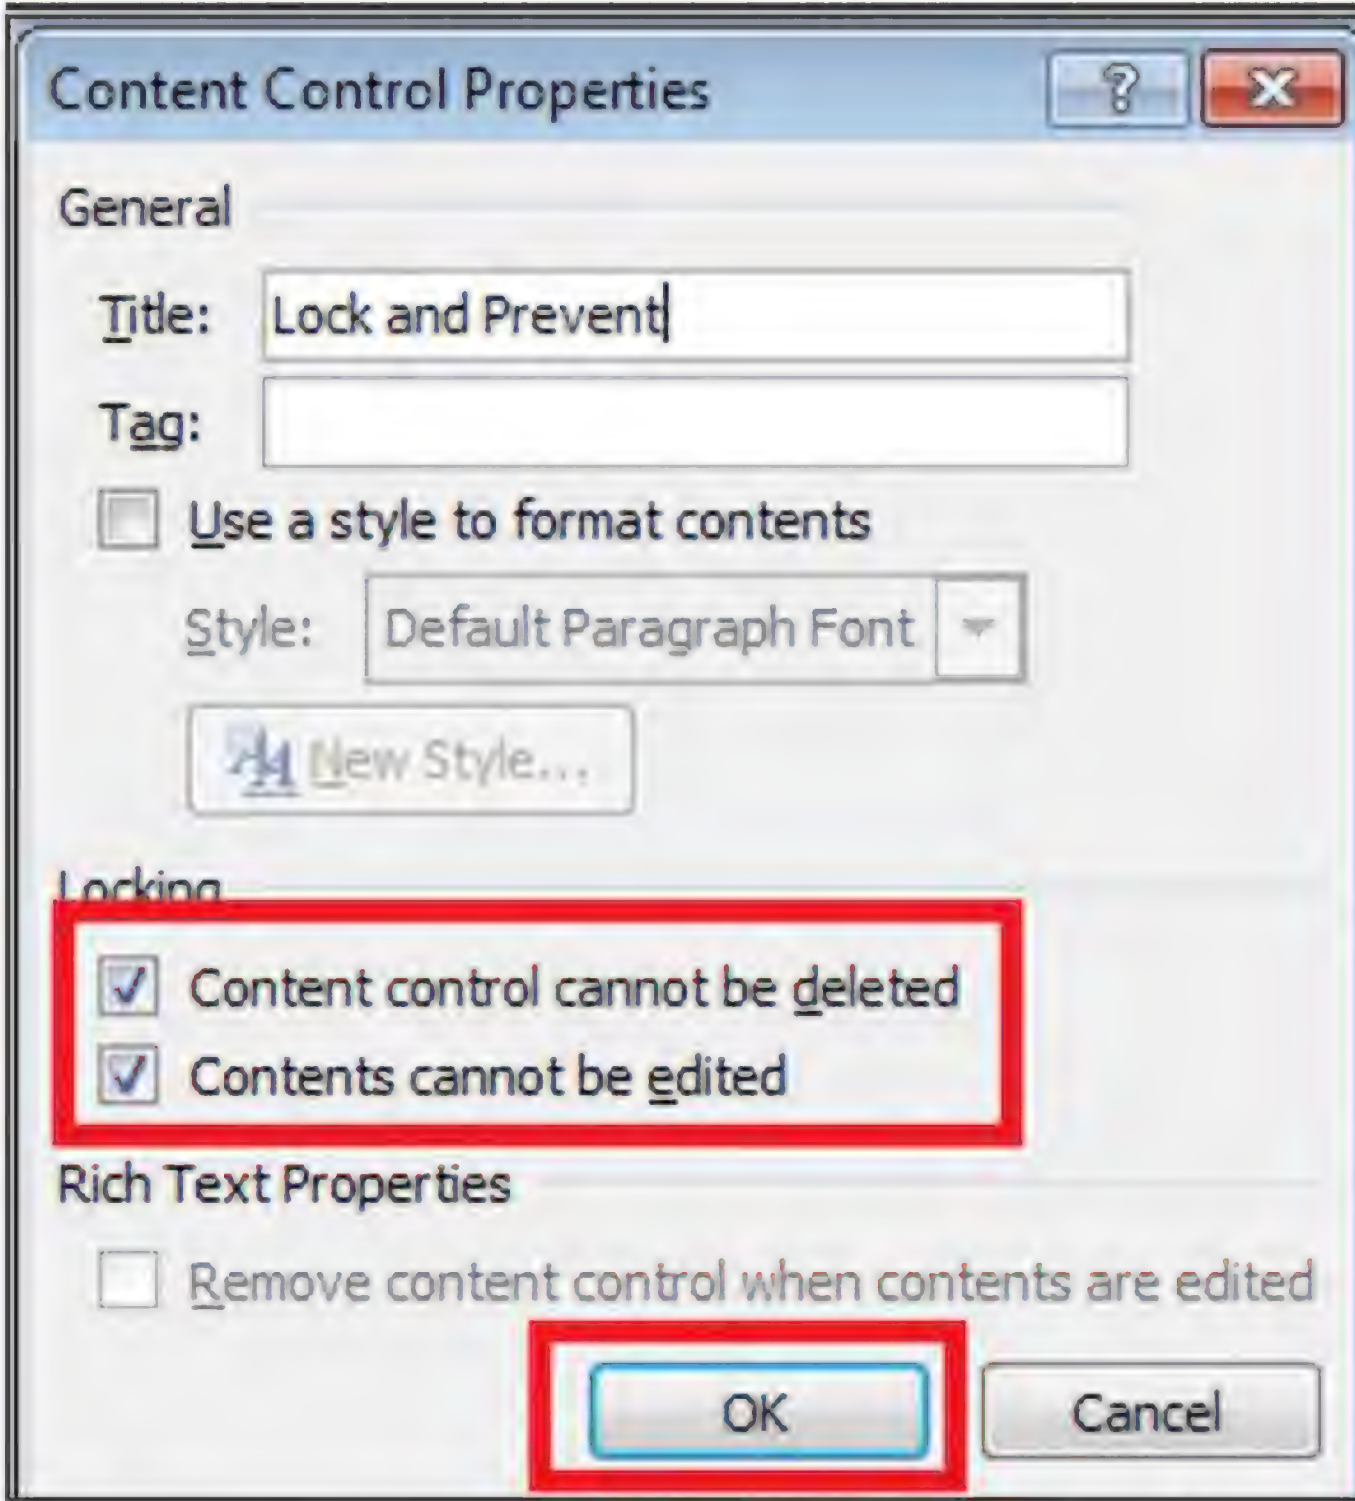 Content Control Properties
General
Title: Lock and Prevent
Tag:
Use a style to format contents
Style: Default Paragraph Font
New Style...
Locking
Content control cannot be deleted
Contents cannot be edited
Rich Text Properties
Remove content control when contents are edited
OK Cancel